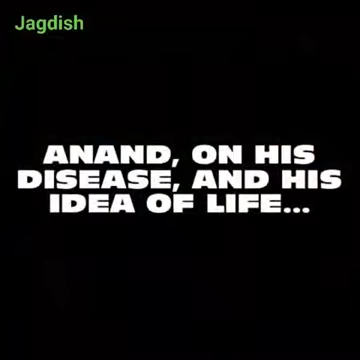 Jagdish
ANAND, ON HIS
DISEASE, AND HIS
IDEA OF LIFE...